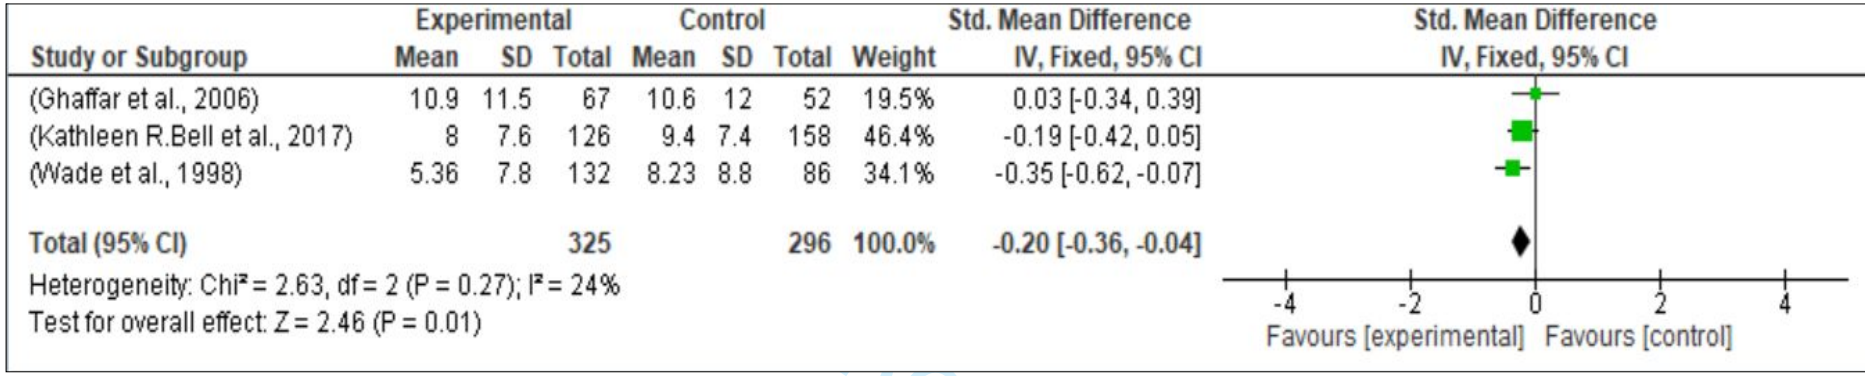 Experimental Control Std. Mean Difference Std. Mean Difference
Study or Subgroup Mean SD Total Mean SD Total Weight IV, Fixed, 95% CI IV, Fixed, 95% CI
(Ghaffar et al., 2006) 10.9 11.5 67 10.6 12 52 19.5% 0.03 [-0.34, 0.39]
(Kathleen R.Bell et al., 2017) 8 7.6 126 9.4 7.4 158 46.4% -0.19 [-0.42, 0.05]
(Wade et al., 1998) 5.36 7.8 132 8.23 8.8 86 34.1% -0.35 [-0.62, -0.07]
Total (95% CI) 325 296 100.0% -0.20 [-0.36, -0.04]
Heterogeneity: Chi² = 2.63, df = 2 (P = 0.27); I² = 24%
Test for overall effect: Z = 2.46 (P = 0.01)
-4 -2 0 2 4
Favours [experimental] Favours [control]